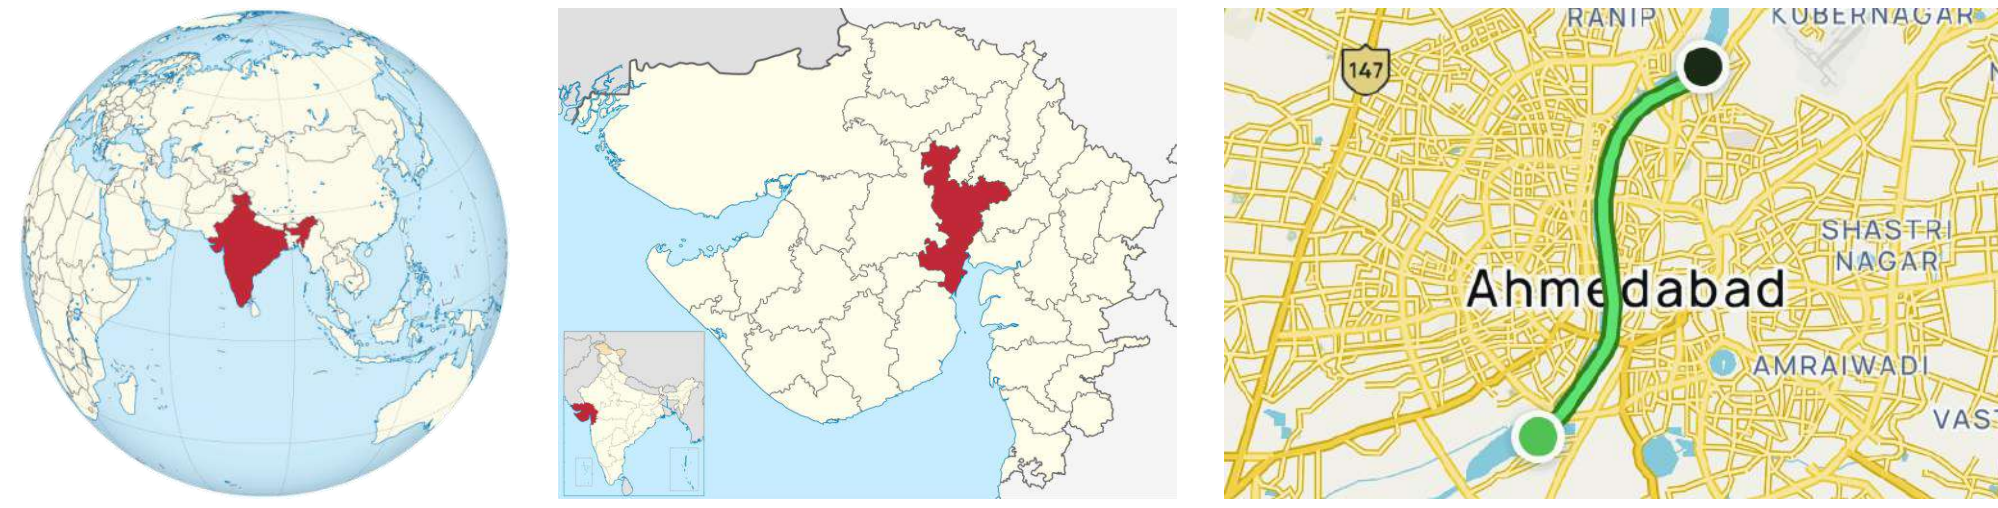 RANIP
KUBERNAGAR
147
SHASTRI
NAGAR
Ahmedabad
AMRAIWADI
VAST